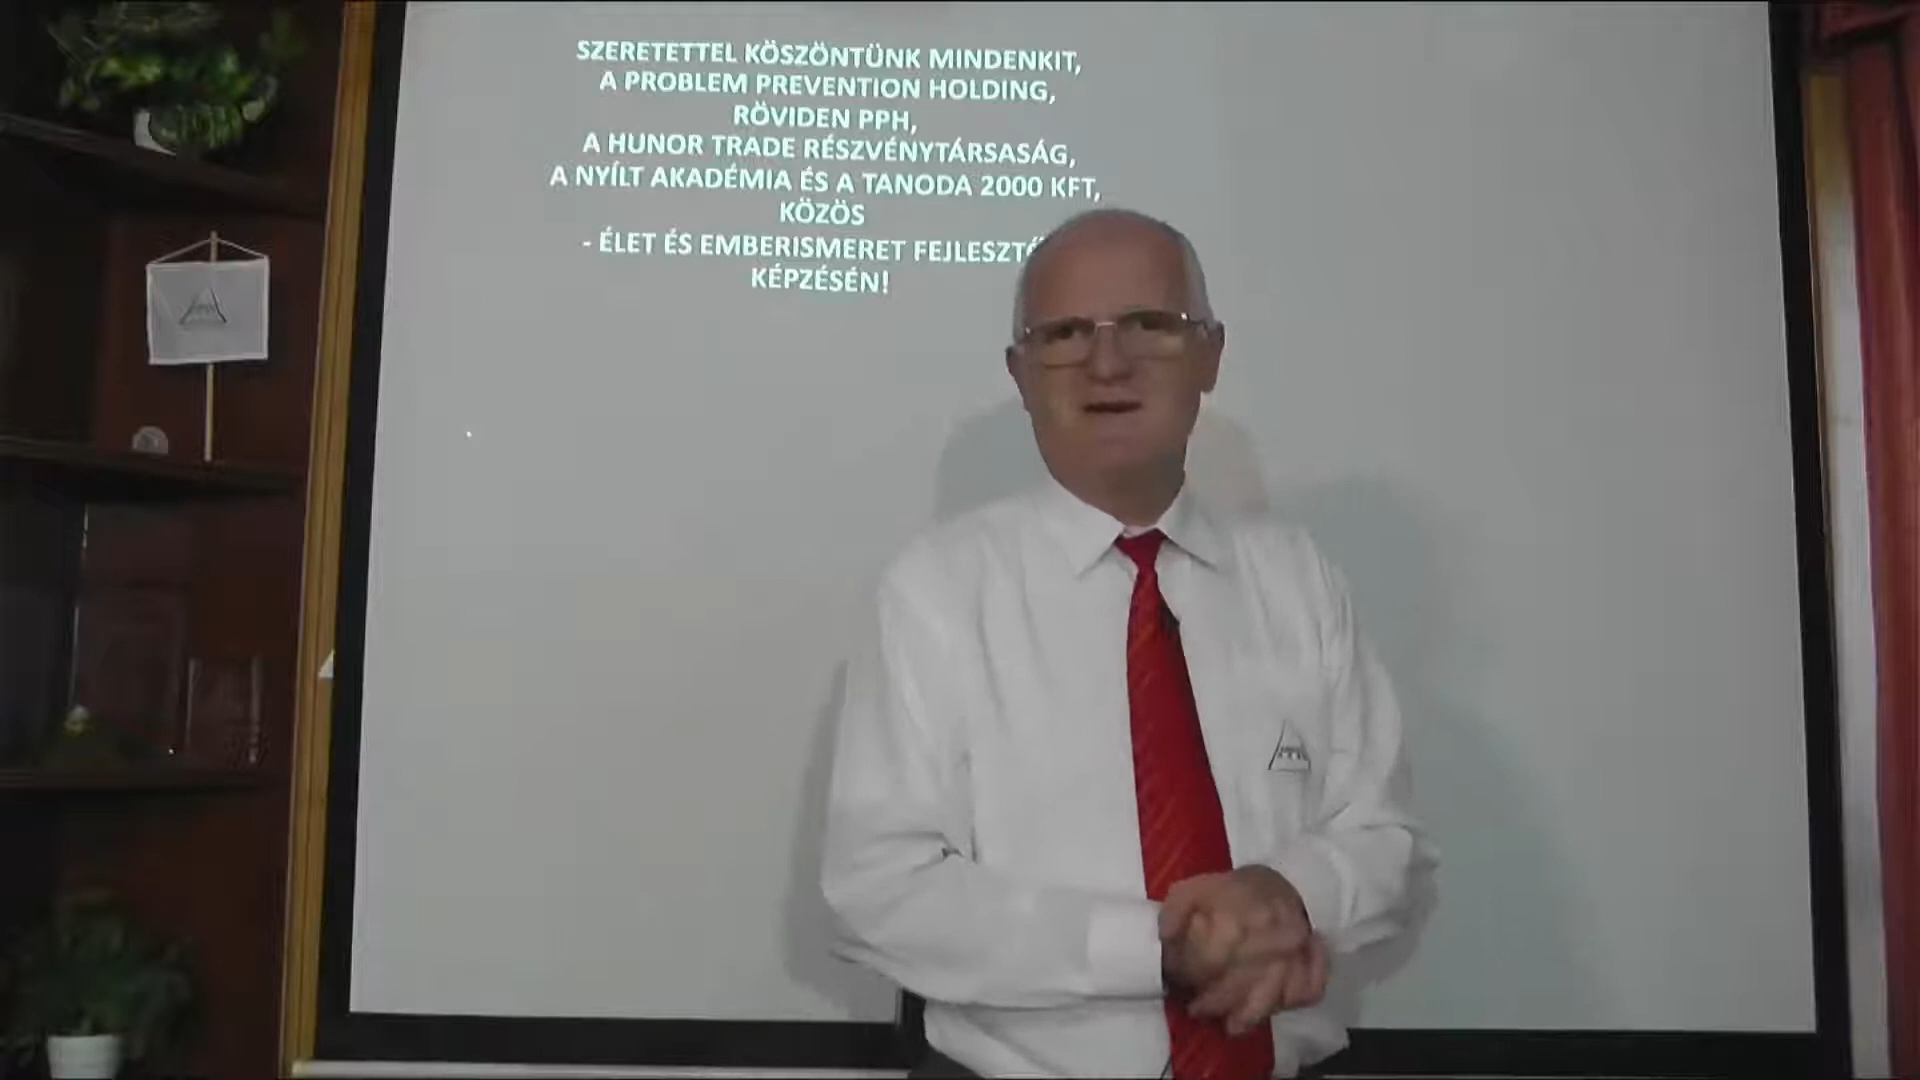 SZERETETTEL KÖSZÖNTÜNK MINDENKIT,
A PROBLEM PREVENTION HOLDING,
RÖVIDEN PPH,
A HUNOR TRADE RÉSZVÉNYTÁRSASÁG,
A NYÍLT AKADÉMIA ÉS A TANODA 2000 KFT,
KÖZÖS
- ÉLET ÉS EMBERISMERET
KÉPZÉSÉN!